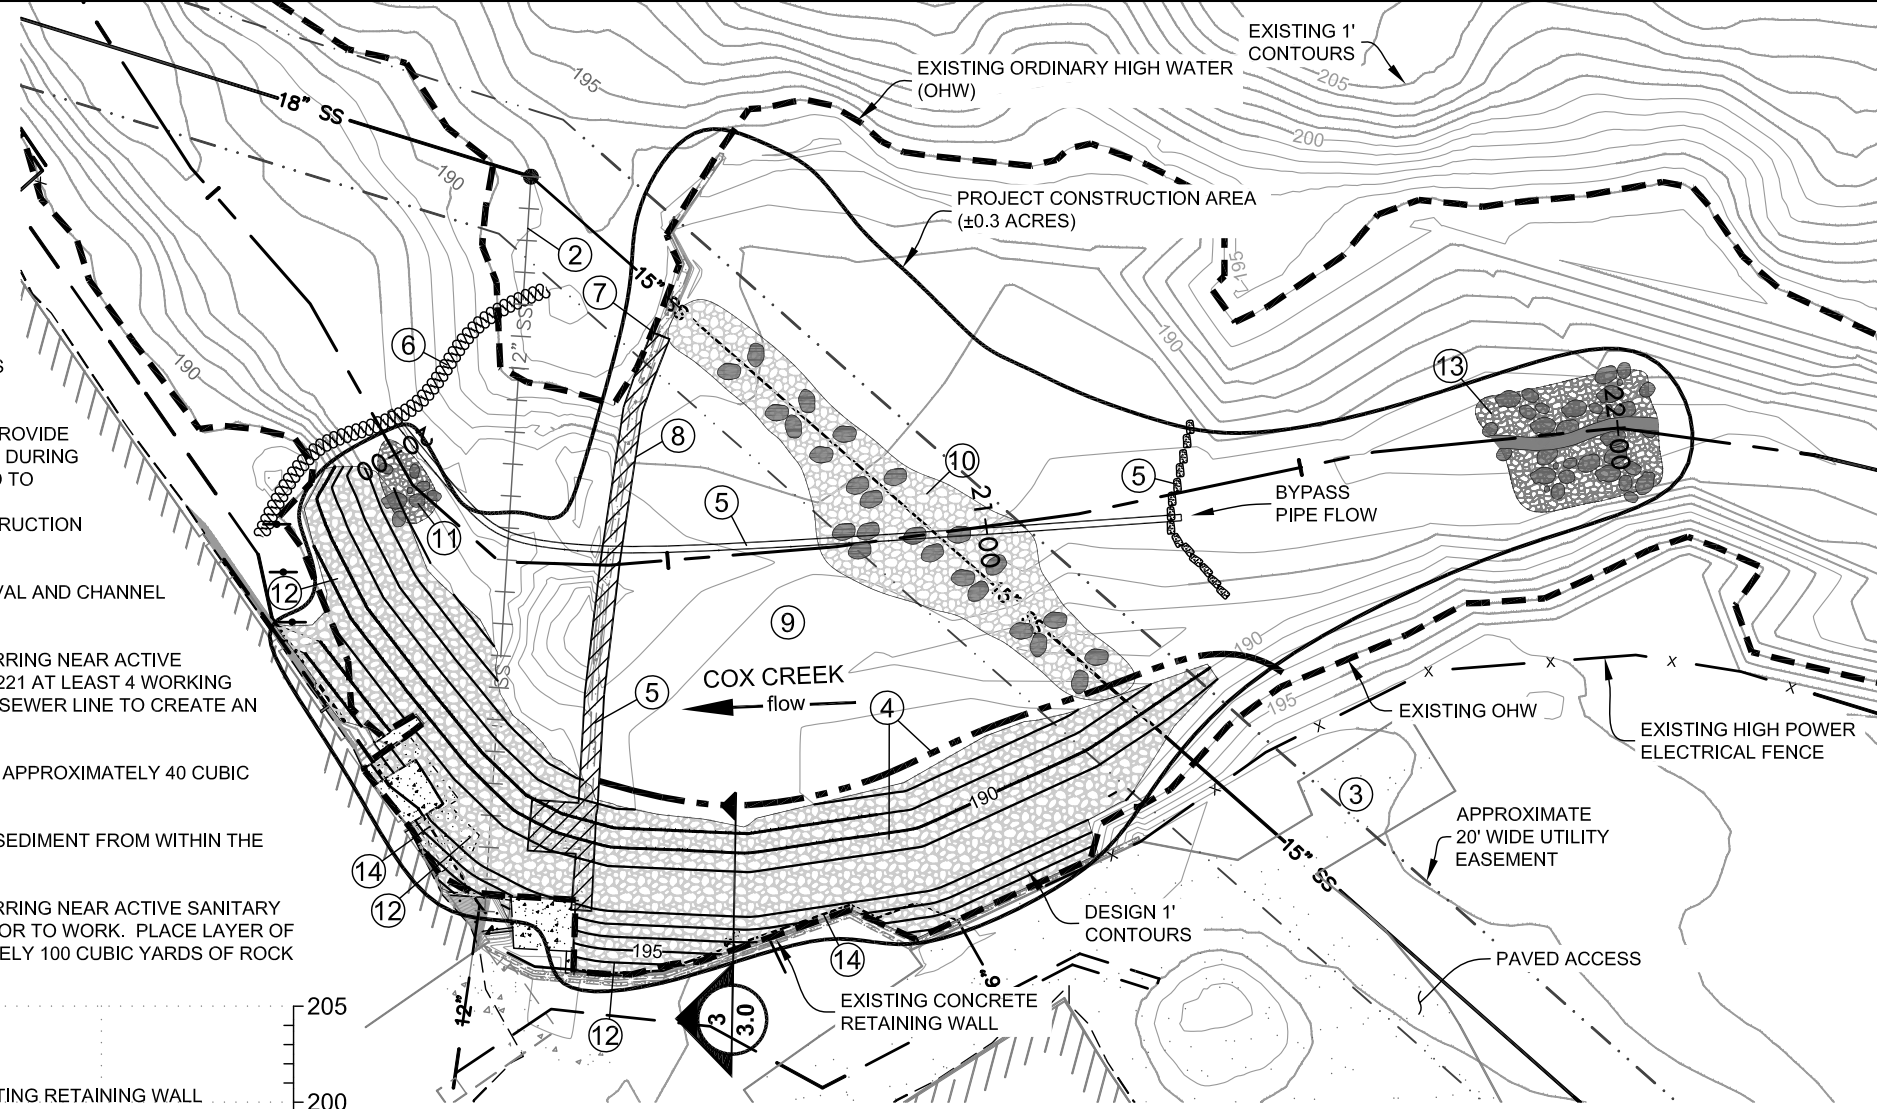 EXISTING 1'
CONTOURS
EXISTING ORDINARY HIGH WATER
(OHW)
195
205
200
18" SS
190
PROJECT CONSTRUCTION AREA
(±0.3 ACRES)
2
195
15" SS
7
12" SS
6
190
190
13
S
22+00
ROVIDE
DURING
D TO
8
10
5
5
21+00
BYPASS
PIPE FLOW
RUCTION
11
VAL AND CHANNEL
12
9
190
RRING NEAR ACTIVE
221 AT LEAST 4 WORKING
SEWER LINE TO CREATE AN
5
COX CREEK
flow
4
195
EXISTING OHW
EXISTING HIGH POWER
ELECTRICAL FENCE
APPROXIMATELY 40 CUBIC
190
3
APPROXIMATE
20' WIDE UTILITY
EASEMENT
SEDIMENT FROM WITHIN THE
14
15" SS
12
RRING NEAR ACTIVE SANITARY
OR TO WORK.  PLACE LAYER OF
ELY 100 CUBIC YARDS OF ROCK
DESIGN 1'
CONTOURS
195
14
PAVED ACCESS
EXISTING CONCRETE
RETAINING WALL
205
12"
12
3
3.0
TING RETAINING WALL
200